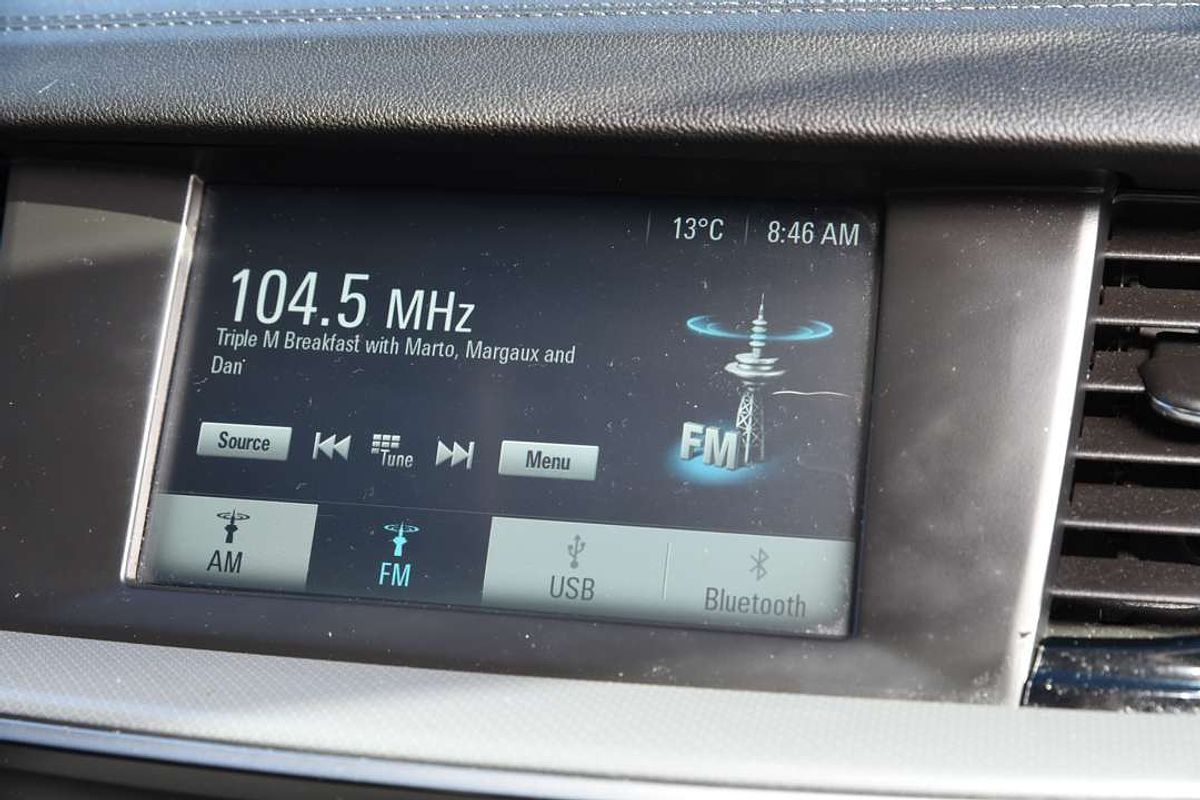 13°C 8:46 AM
104.5 MHz
Triple M Breakfast with Marto, Margaux and
Dan
Source Tune Menu
FM
AM FM USB Bluetooth